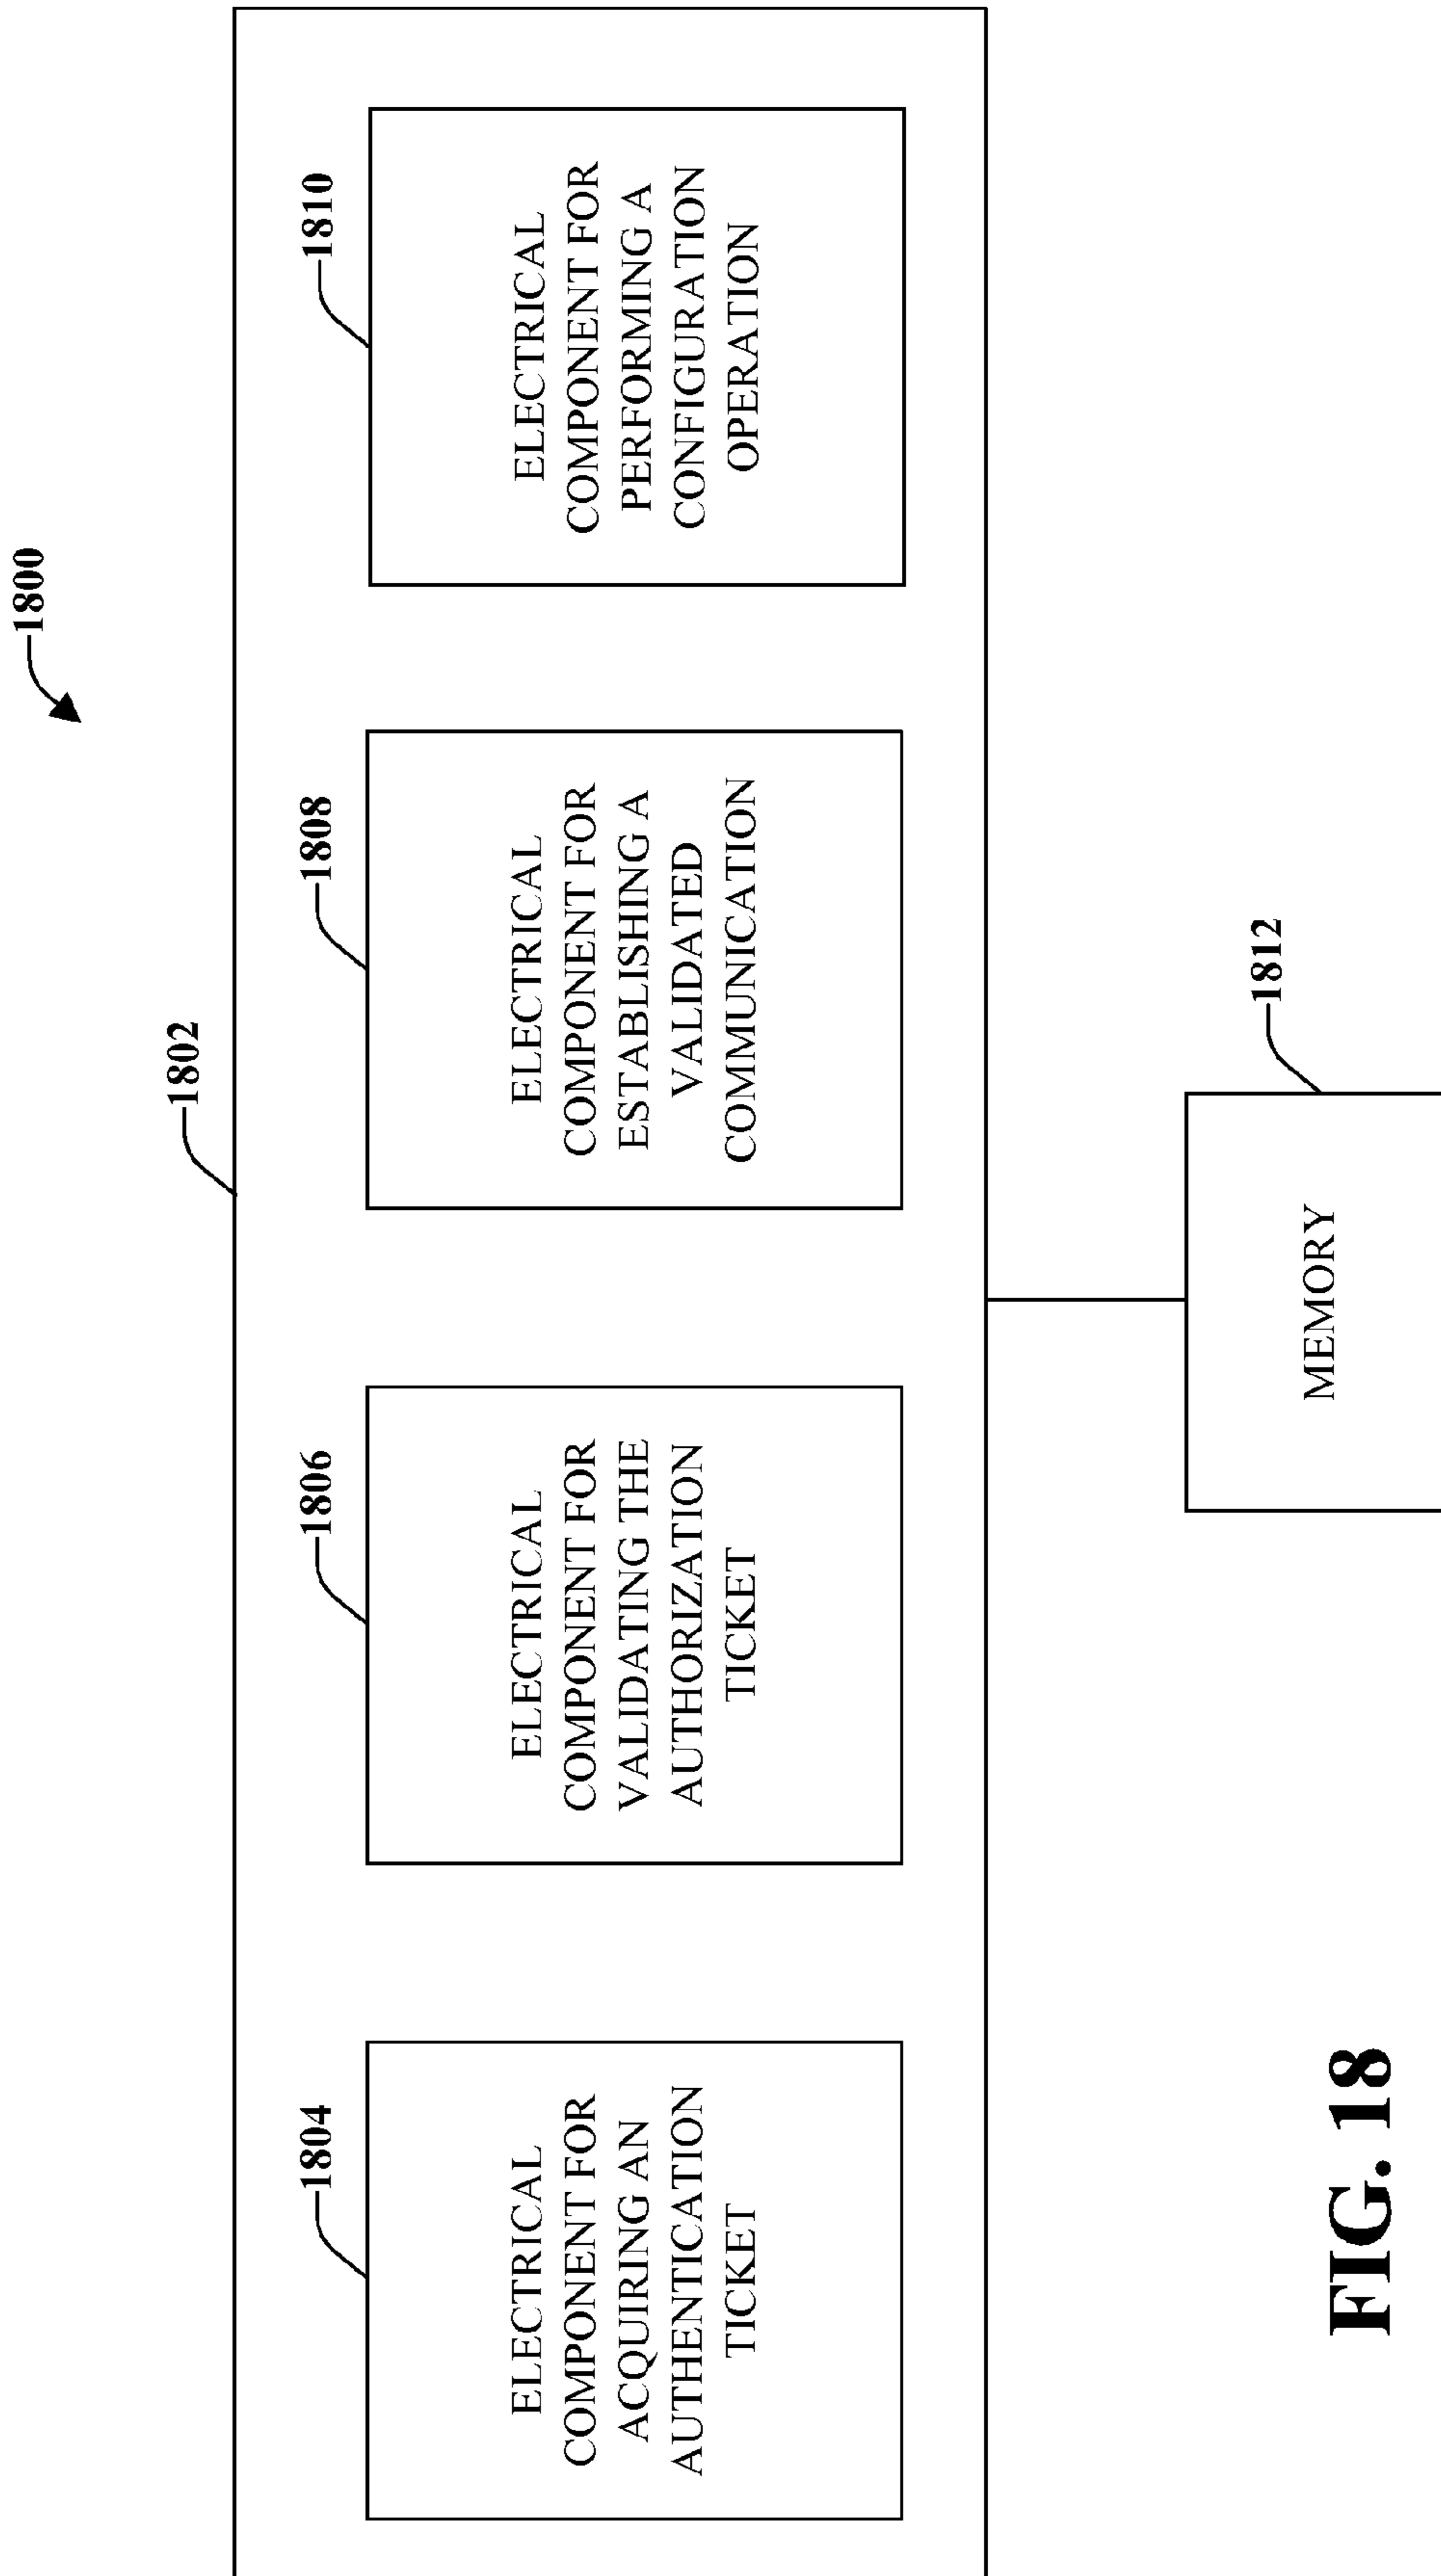 1800
1802
1804
ELECTRICAL
COMPONENT FOR
ACQUIRING AN
AUTHENTICATION
TICKET
1806
ELECTRICAL
COMPONENT FOR
VALIDATING THE
AUTHORIZATION
TICKET
1808
ELECTRICAL
COMPONENT FOR
ESTABLISHING A
VALIDATED
COMMUNICATION
1810
ELECTRICAL
COMPONENT FOR
PERFORMING A
CONFIGURATION
OPERATION
1812
MEMORY
FIG. 18